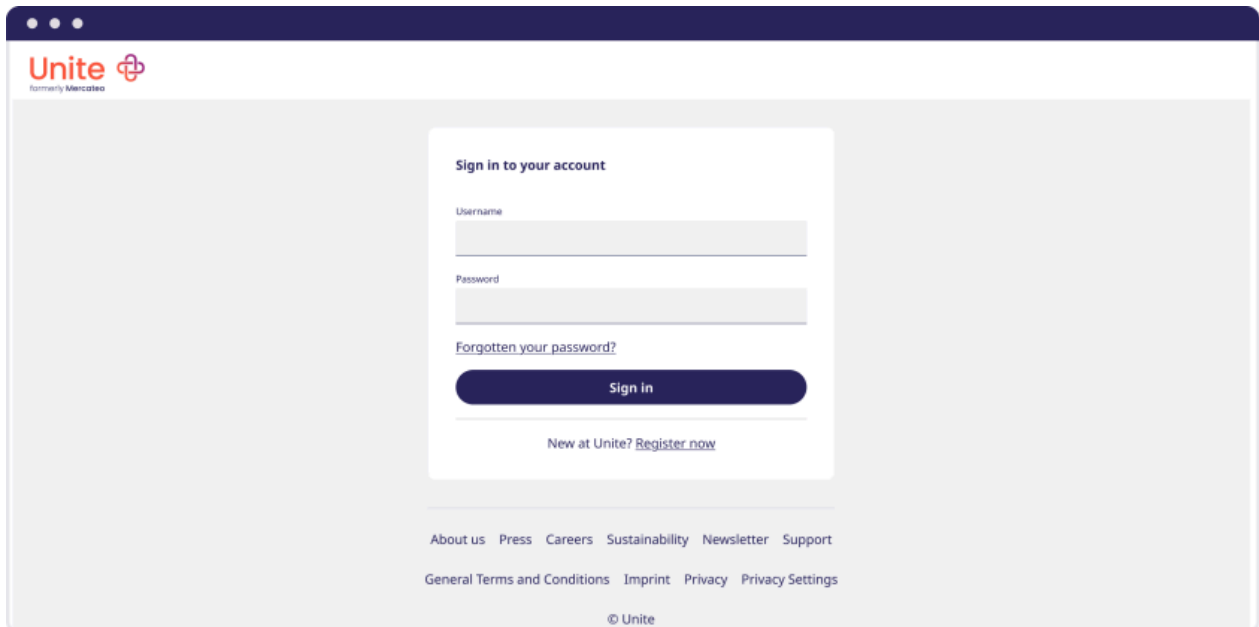 Unite
formerly Mercateo
Sign in to your account
Username
Password
Forgotten your password?
Sign in
New at Unite? Register now
About us Press Careers Sustainability Newsletter Support
General Terms and Conditions Imprint Privacy Privacy Settings
© Unite